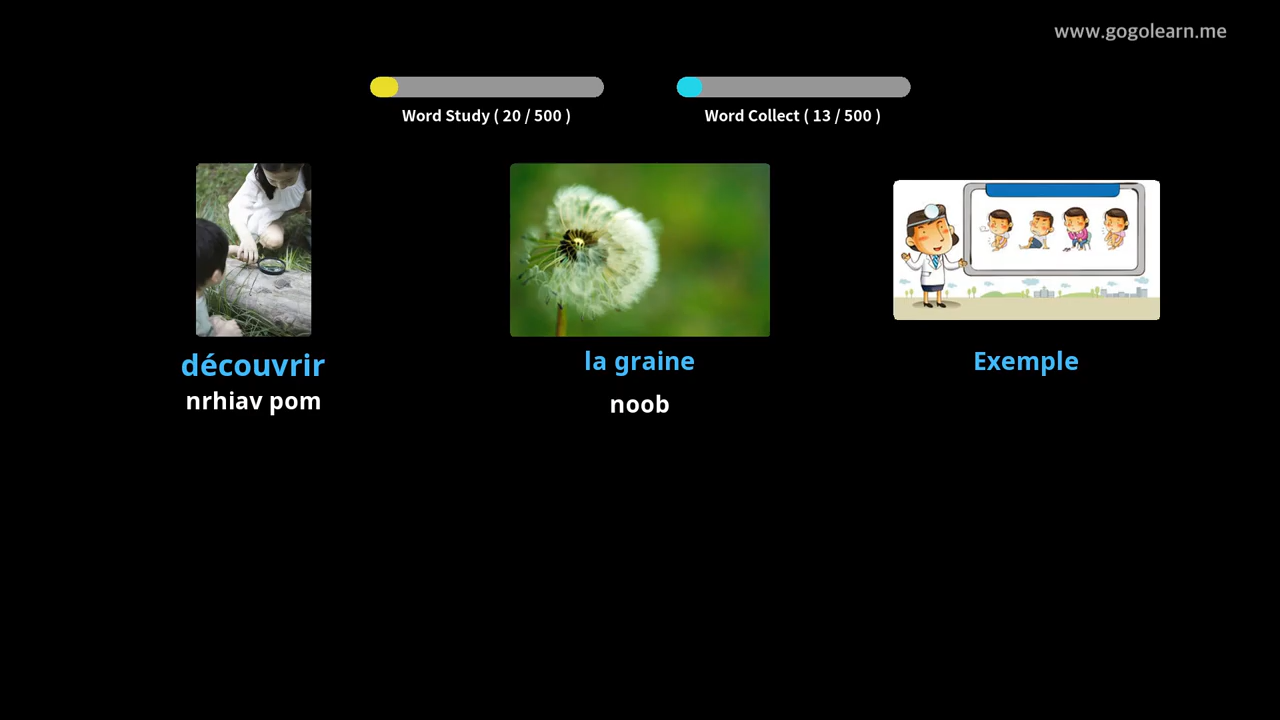 www.gogolearn.me
Word Study ( 20 / 500 )
Word Collect ( 13 / 500 )
découvrir
nrhiav pom
la graine
noob
Exemple